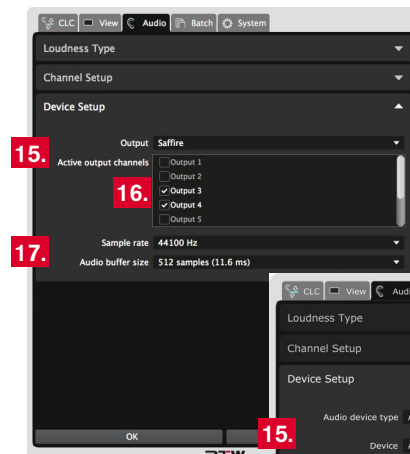 CLC View Audio Batch System
Loudness Type
Channel Setup
Device Setup
15. Output Saffire
Active output channels Output 1
Output 2
16. Output 3
Output 4
Output 5
17. Sample rate 44100 Hz
Audio buffer size 512 samples (11.6 ms)
OK
CLC View Aud
Loudness Type
Channel Setup
Device Setup
Audio device type A
15.
Device A